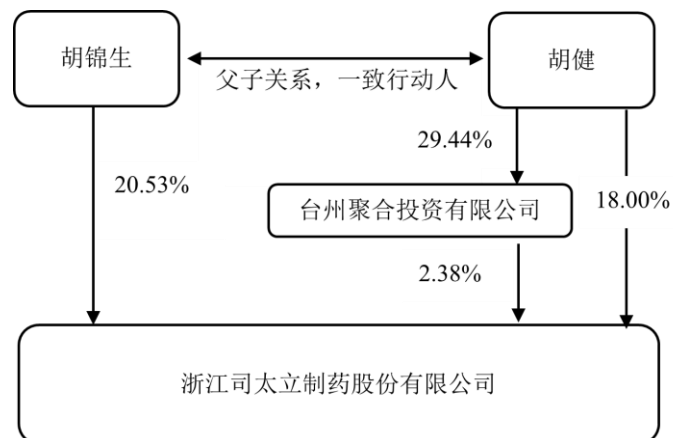 胡锦生
胡健
父子关系，一致行动人
29.44%
20.53%
台州聚合投资有限公司
18.00%
2.38%
浙江司太立制药股份有限公司